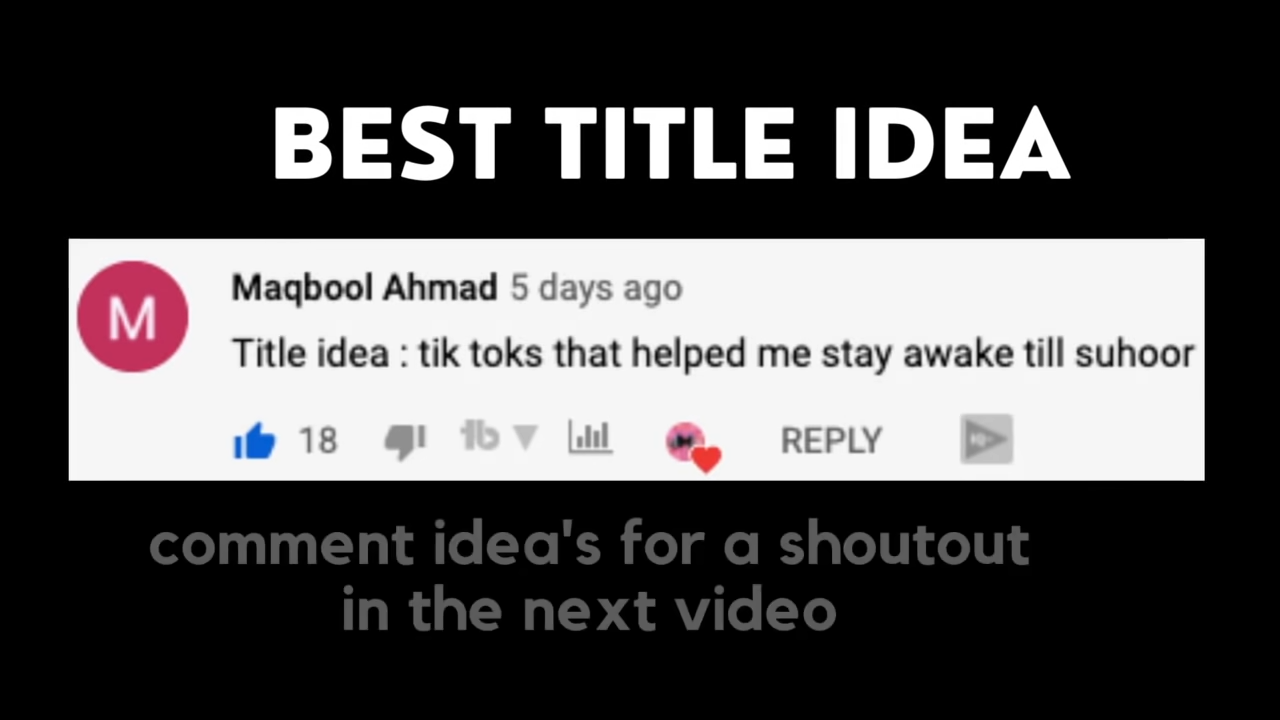 BEST TITLE IDEA
M
Maqbool Ahmad 5 days ago
Title idea : tik toks that helped me stay awake till suhoor
18 tb REPLY
comment idea's for a shoutout
in the next video